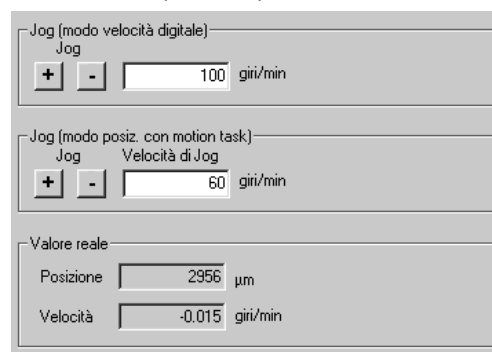 Jog (modo velocità digitale)
Jog
+ - 100 giri/min
Jog (modo posiz. con motion task)
Jog Velocità di Jog
+ - 60 giri/min
Valore reale
Posizione 2956 µm
Velocità -0.015 giri/min